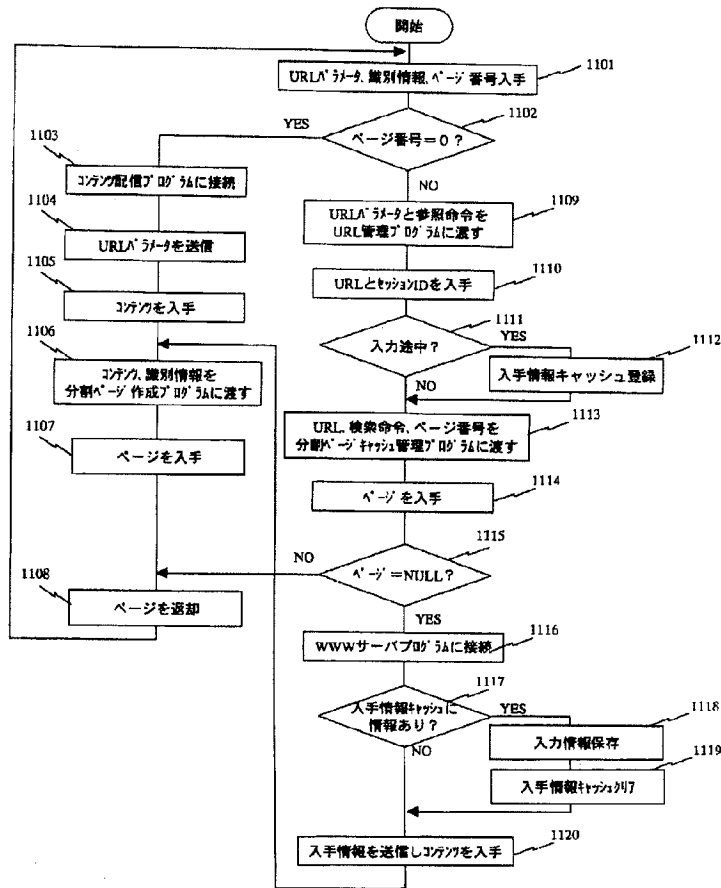 開始
URLパラメータ、識別情報、ページ番号入手
1101
1102
ページ番号=0?
YES
NO
1103
コンテンツ配信プログラムに接続
1104
URLパラメータを送信
1105
コンテンツを入手
1106
コンテンツ、識別情報を
分割ページ作成プログラムに渡す
1107
ページを入手
1108
ページを返却
1109
URLパラメータと参照命令を
URL管理プログラムに渡す
1110
URLとセッションIDを入手
1111
入力途中?
YES
NO
1112
入手情報キャッシュ登録
1113
URL、検索命令、ページ番号を
分割ページキャッシュ管理プログラムに渡す
1114
ページを入手
1115
ページ=NULL?
NO
YES
1116
WWWサーバプログラムに接続
1117
入手情報キャッシュに
情報あり?
YES
NO
1118
入力情報保存
1119
入手情報キャッシュクリア
1120
入手情報を送信しコンテンツを入手